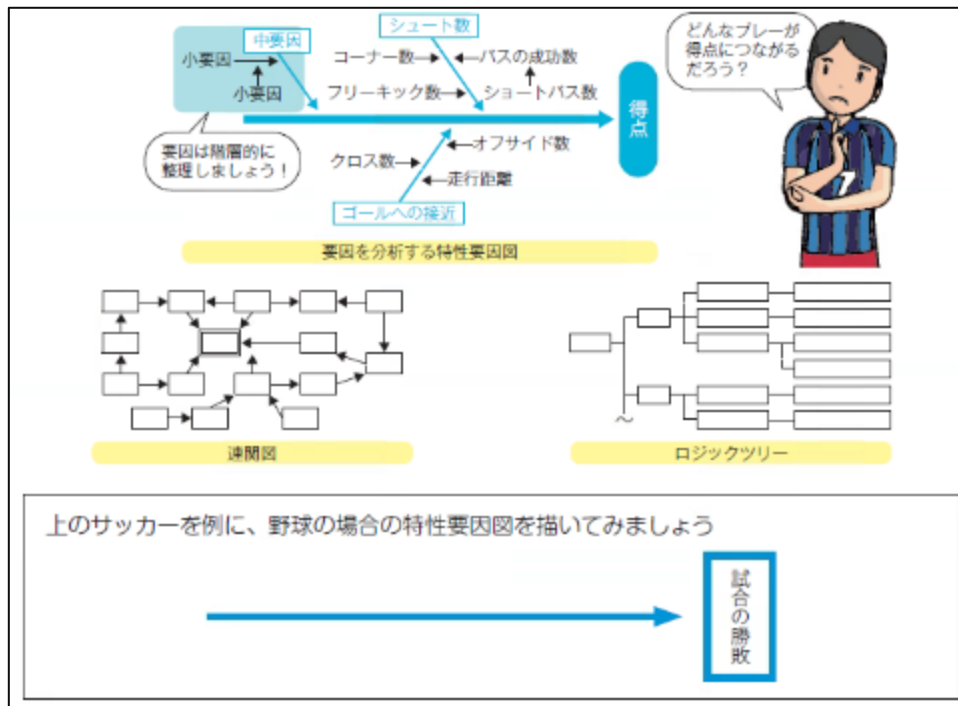 小要因
中要因
小要因
要因は階層的に
整理しましょう！
シュート数
コーナー数
パスの成功数
フリーキック数
ショートパス数
得点
クロス数
オフサイド数
走行距離
ゴールへの接近
どんなプレーが
得点につながる
だろう？
7
要因を分析する特性要因図
連関図
～
ロジックツリー
上のサッカーを例に、野球の場合の特性要因図を描いてみましょう
試合の勝敗